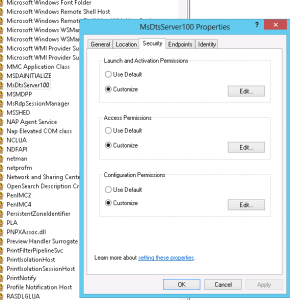 Microsoft Windows Font Folder
Microsoft Windows Remote Shell Host
Microsoft Windows WSMan
Microsoft Windows WSMan
Microsoft WMI Provider Su
Microsoft WMI Provider Su
MMC Application Class
MSDAINITIALIZE
MsDtsServer100
MSMDPP
MsRdpSessionManager
MSSHED
NAP Agent Service
Nap Elevated COM class
NCLUA
NDFAPI
netman
netprofm
Network and Sharing Cente
OpenSearch Description Cr
PenIMC2
PenIMC4
PersistentZoneIdentifier
PLA
PNPXAssoc.dll
Preview Handler Surrogate
PrintFilterPipelineSvc
PrintIsolationHost
PrintIsolationSessionHost
PrintNotify
Profile Notification Host
RASDLGLUA
MsDtsServer100 Properties
? x
General Location Security Endpoints Identity
Launch and Activation Permissions
Use Default
Customize
Edit...
Access Permissions
Use Default
Customize
Edit...
Configuration Permissions
Use Default
Customize
Edit...
Learn more about setting these properties.
OK Cancel Apply